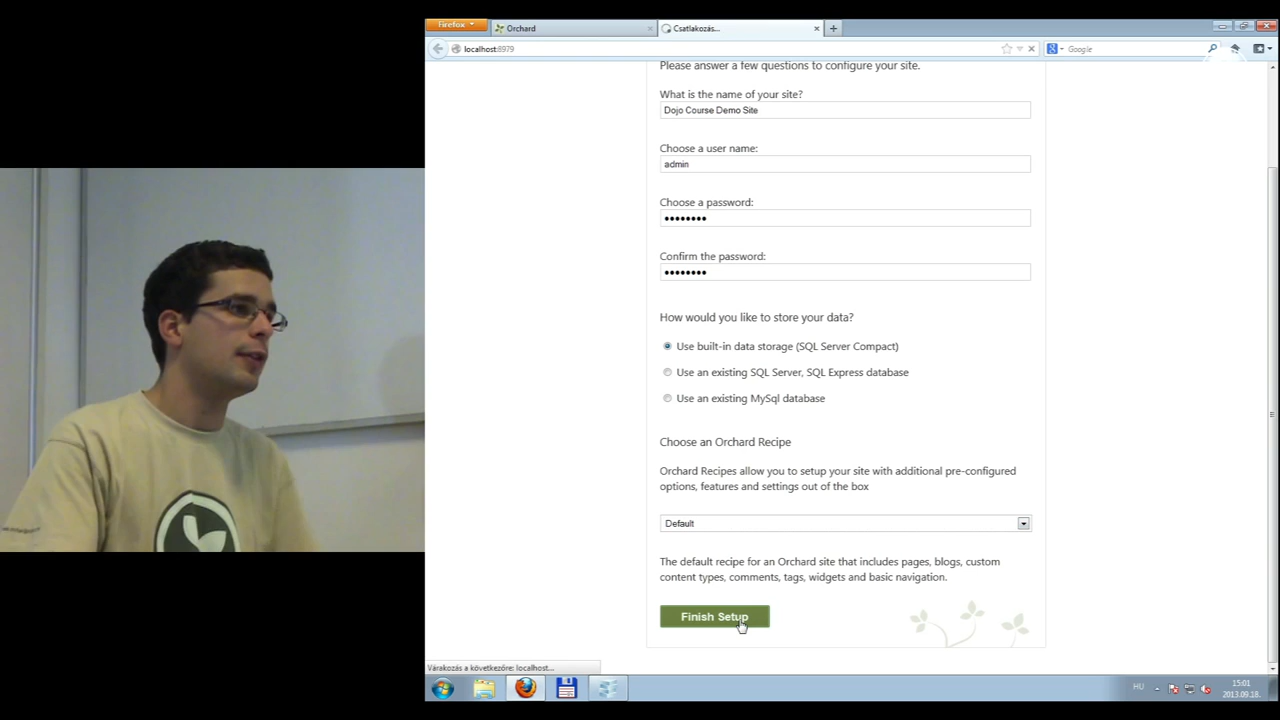 Firefox
Orchard
Csatlakozás...
localhost:8979
Google
Please answer a few questions to configure your site.
What is the name of your site?
Dojo Course Demo Site
Choose a user name:
admin
Choose a password:
••••••••
Confirm the password:
••••••••
How would you like to store your data?
Use built-in data storage (SQL Server Compact)
Use an existing SQL Server, SQL Express database
Use an existing MySql database
Choose an Orchard Recipe
Orchard Recipes allow you to setup your site with additional pre-configured
options, features and settings out of the box
Default
The default recipe for an Orchard site that includes pages, blogs, custom
content types, comments, tags, widgets and basic navigation.
Finish Setup
Várakozás a következőre: localhost...
HU
15:01
2013.09.18.